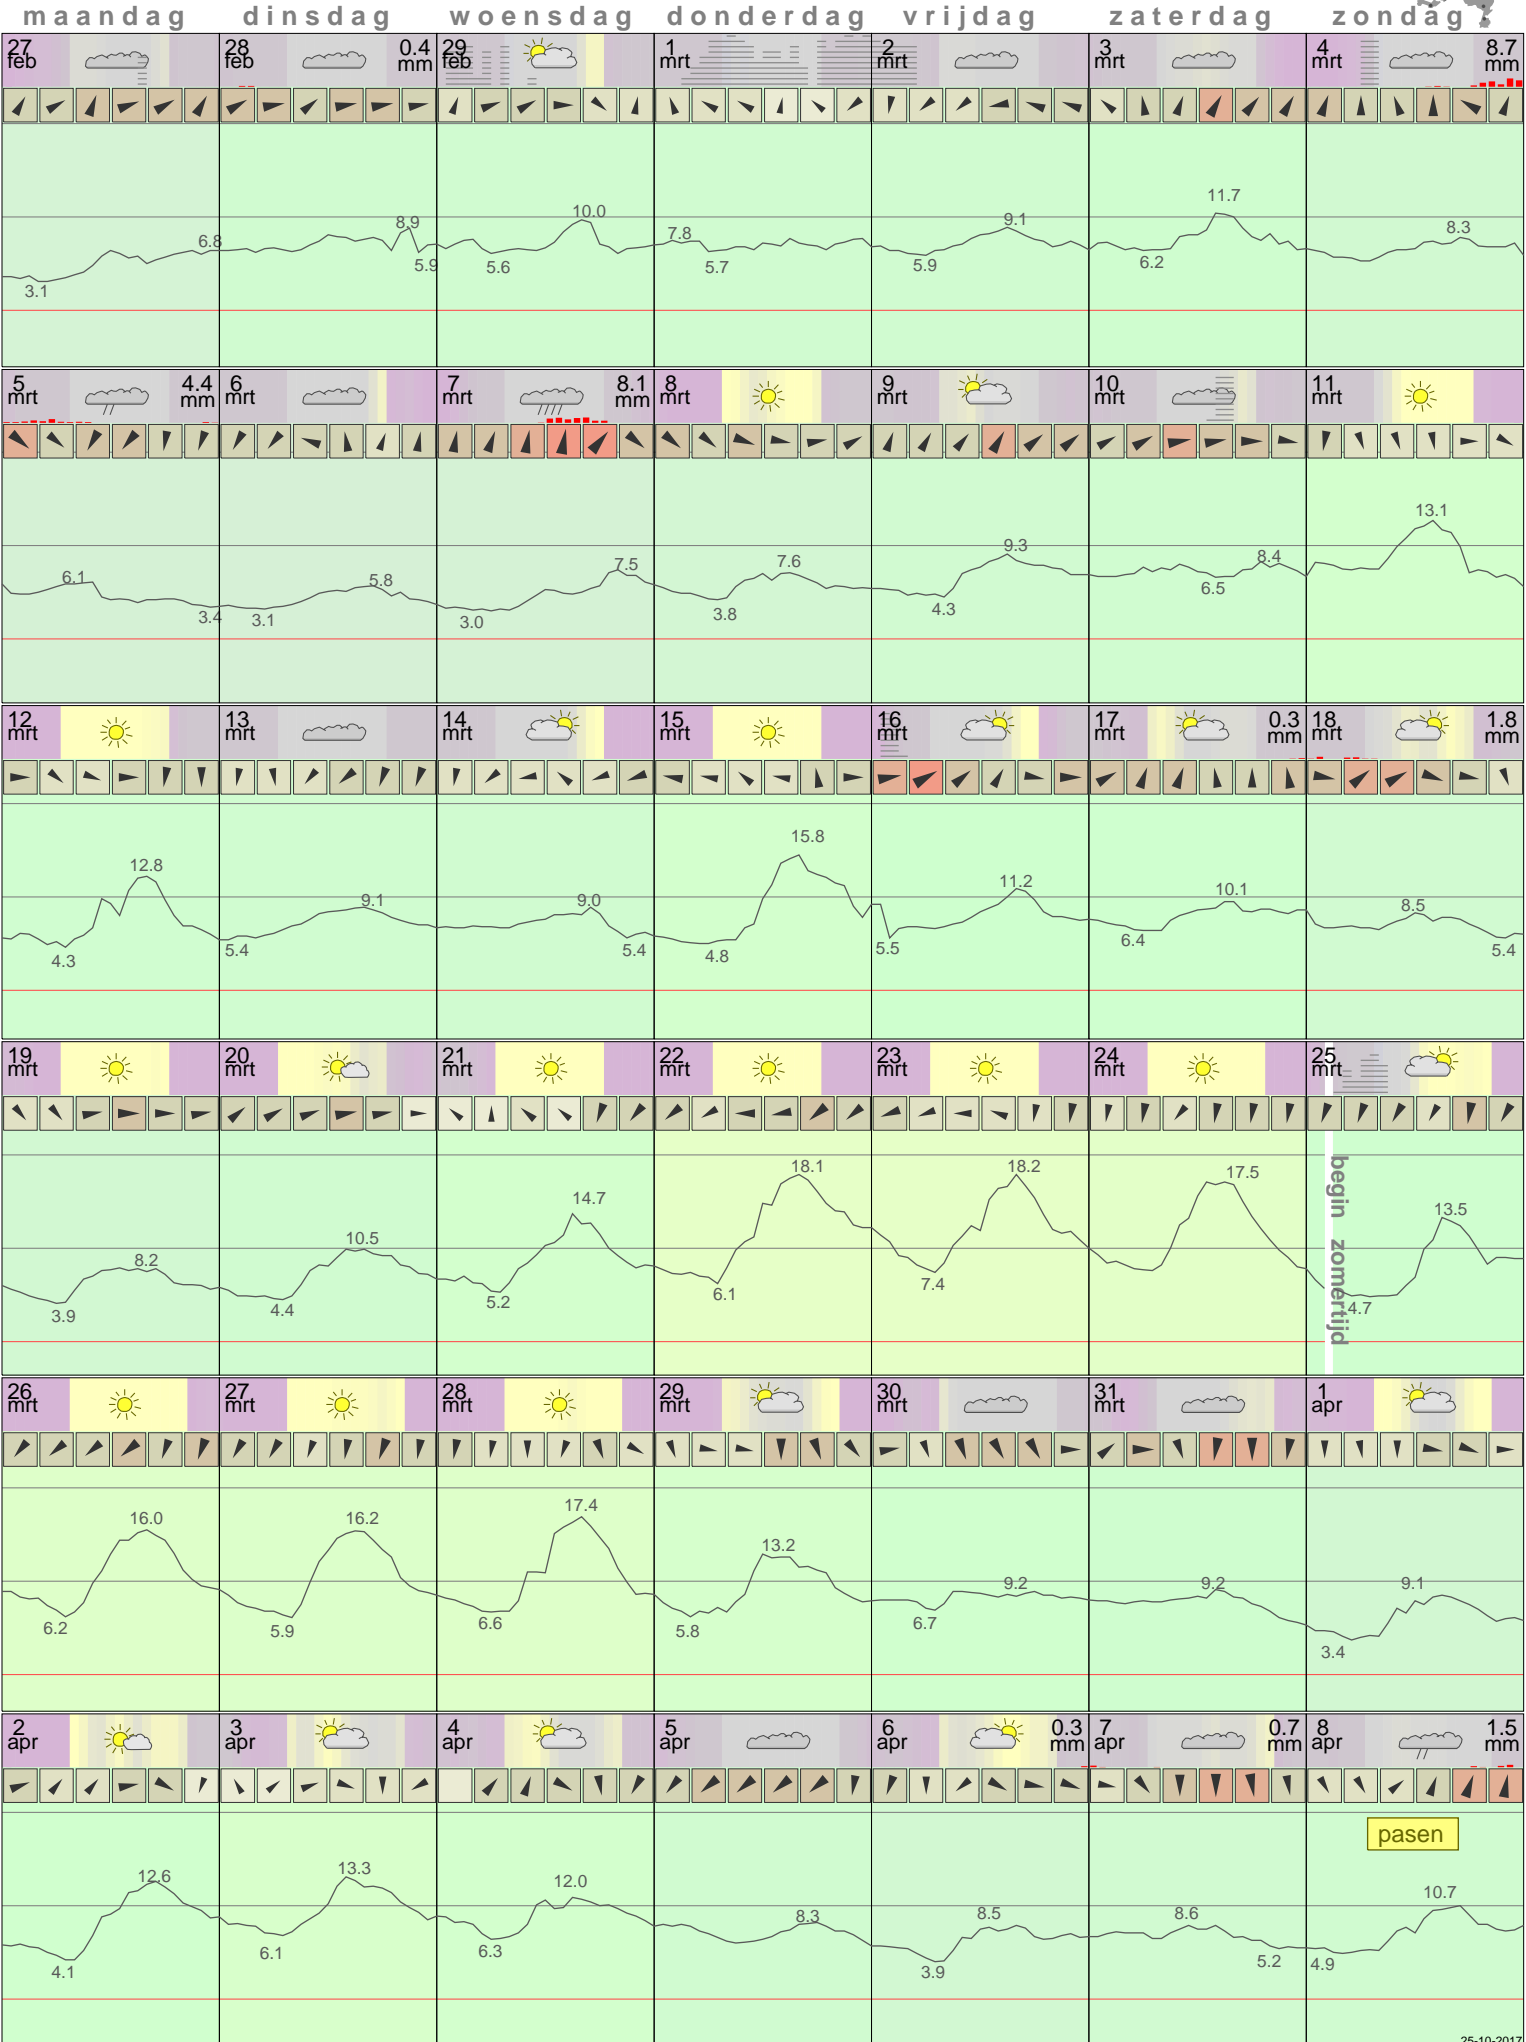 maandag dinsdag woensdag donderdag vrijdag zaterdag zondag
27 28 0.4 29 1 2 3 4 8.7
feb feb mm feb mrt mrt mrt mrt mm
3.1 6.8 8.9 5.9 5.6 10.0 7.8 5.7 5.9 9.1 6.2 11.7 8.3
5 4.4 6 7 8.1 8 9 10 11
mrt mm mrt mrt mm mrt mrt mrt mrt
6.1 3.4 3.1 5.8 3.0 7.5 3.8 7.6 4.3 9.3 6.5 8.4 13.1
12 13 14 15 16 17 0.3 18 1.8
mrt mrt mrt mrt mrt mrt mm mrt mm
4.3 12.8 5.4 9.1 9.0 5.4 4.8 15.8 5.5 11.2 6.4 10.1 8.5 5.4
19 20 21 22 23 24 25
mrt mrt mrt mrt mrt mrt mrt
3.9 8.2 4.4 10.5 5.2 14.7 6.1 18.1 7.4 18.2 17.5 4.7 13.5
begin zomertijd
26 27 28 29 30 31 1
mrt mrt mrt mrt mrt mrt apr
6.2 16.0 5.9 16.2 6.6 17.4 5.8 13.2 6.7 9.2 9.2 3.4 9.1
2 3 4 5 6 0.3 7 0.7 8 1.5
apr apr apr apr apr mm apr mm apr mm
pasen
4.1 12.6 6.1 13.3 6.3 12.0 8.3 3.9 8.5 8.6 5.2 4.9 10.7
25-10-2017